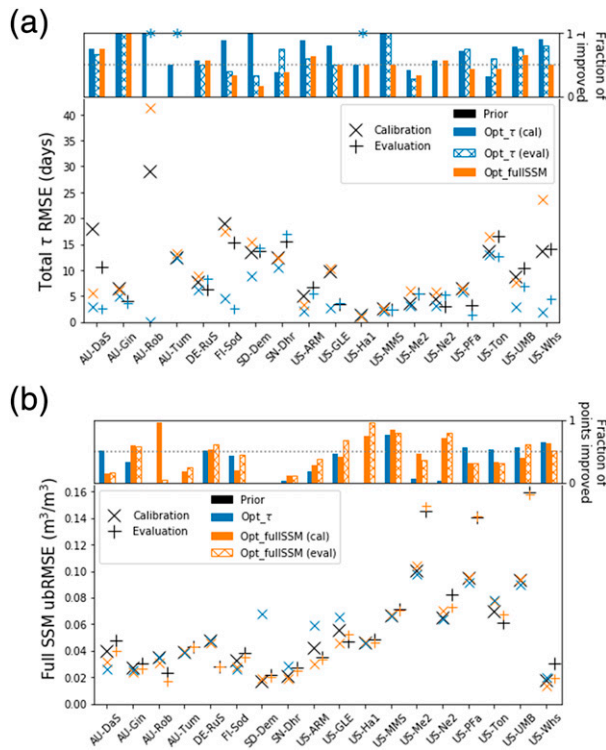 (a)
1
0
Fraction of
τ improved
40
35
30
25
20
15
10
5
0
Total τ RMSE (days)
Calibration
Evaluation
Prior
Opt_τ (cal)
Opt_τ (eval)
Opt_fullSSM
AU-DaS
AU-Gin
AU-Rob
AU-Tum
DE-RuS
FI-Sod
SD-Dem
SN-Dhr
US-ARM
US-GLE
US-Ha1
US-MMS
US-Me2
US-Ne2
US-PFa
US-Ton
US-UMB
US-Whs
(b)
1
0
Fraction of
points improved
0.16
0.14
0.12
0.10
0.08
0.06
0.04
0.02
0.00
Full SSM ubRMSE (m³/m³)
Calibration
Evaluation
Prior
Opt_τ
Opt_fullSSM (cal)
Opt_fullSSM (eval)
AU-DaS
AU-Gin
AU-Rob
AU-Tum
DE-RuS
FI-Sod
SD-Dem
SN-Dhr
US-ARM
US-GLE
US-Ha1
US-MMS
US-Me2
US-Ne2
US-PFa
US-Ton
US-UMB
US-Whs